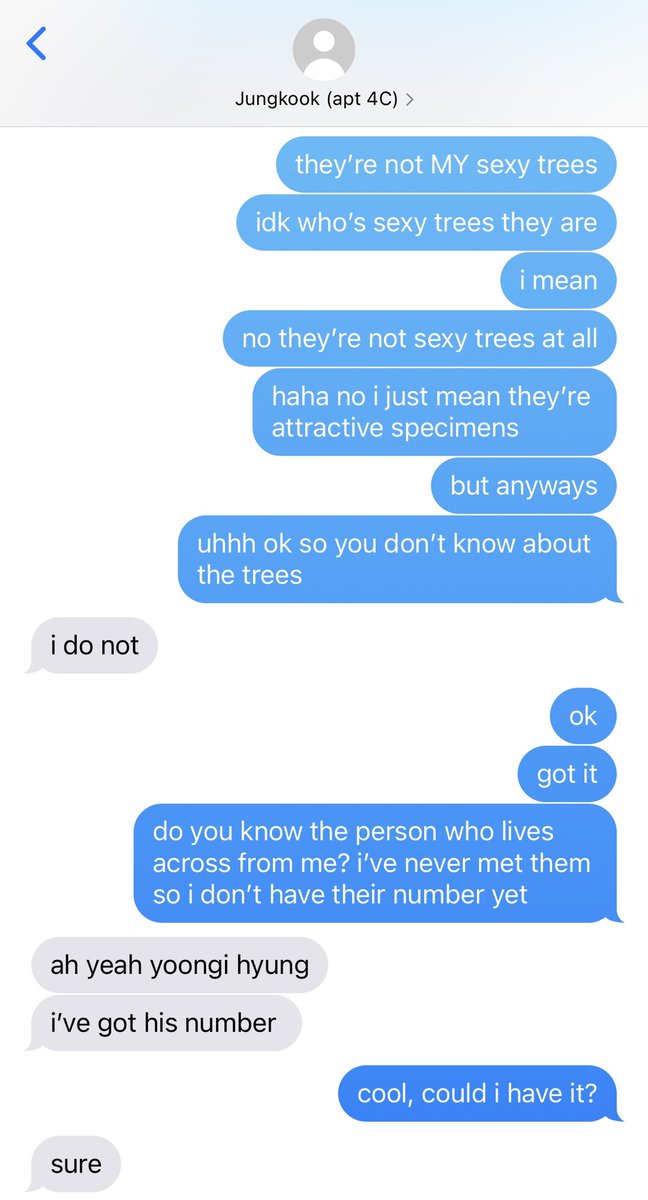 Jungkook (apt 4C)
they’re not MY sexy trees
idk who’s sexy trees they are
i mean
no they’re not sexy trees at all
haha no i just mean they’re
attractive specimens
but anyways
uhhh ok so you don’t know about
the trees
i do not
ok
got it
do you know the person who lives
across from me? i’ve never met them
so i don’t have their number yet
ah yeah yoongi hyung
i’ve got his number
cool, could i have it?
sure